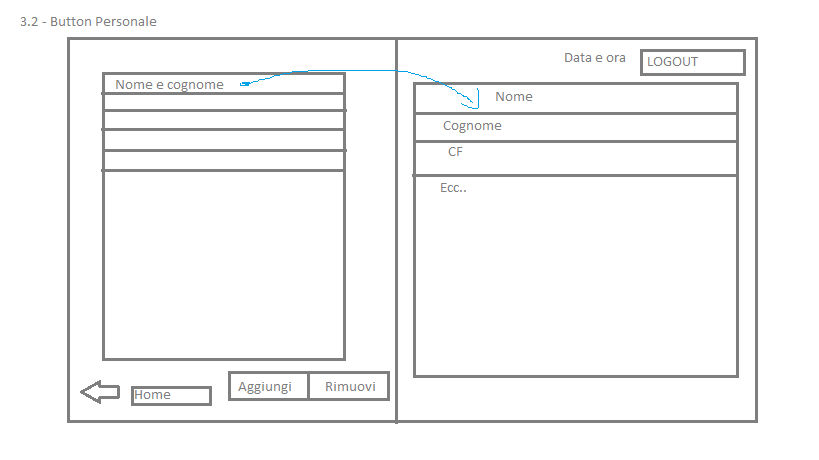 3.2 - Button Personale
Data e ora
LOGOUT
Nome e cognome
Nome
Cognome
CF
Ecc..
Home
Aggiungi
Rimuovi